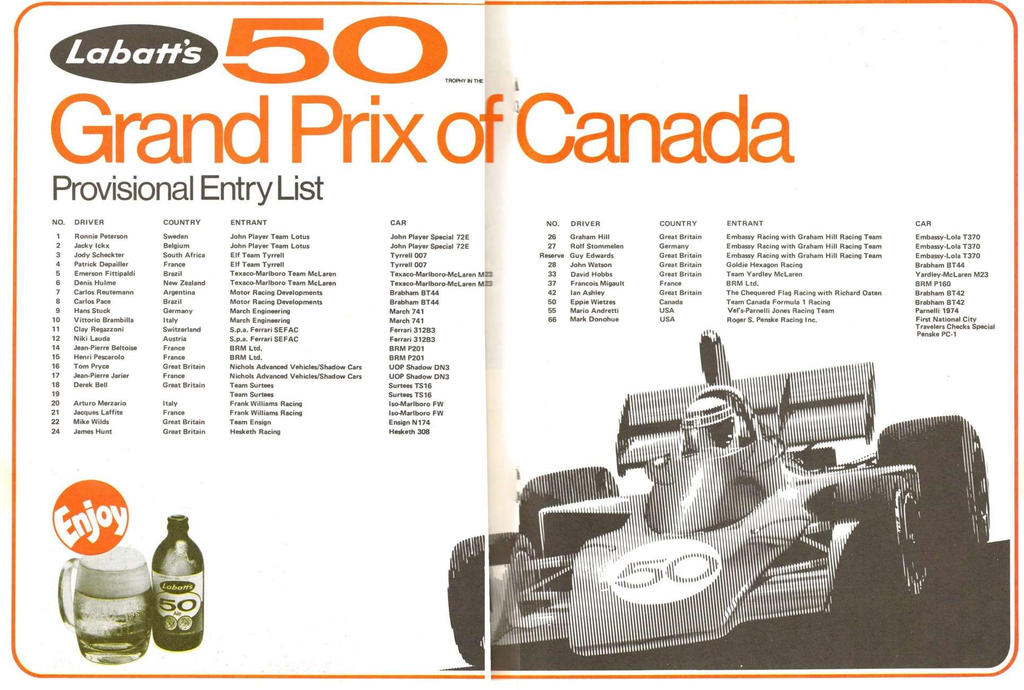 Labatt's 50
TROPHY IN THE
Grand Prix of Canada
Provisional Entry List
NO. DRIVER COUNTRY ENTRANT CAR
1 Ronnie Peterson Sweden John Player Team Lotus John Player Special 72E
2 Jacky Ickx Belgium John Player Team Lotus John Player Special 72E
3 Jody Scheckter South Africa Elf Team Tyrrell Tyrrell 007
4 Patrick Depailler France Elf Team Tyrrell Tyrrell 007
5 Emerson Fittipaldi Brazil Texaco-Marlboro Team McLaren Texaco-Marlboro-McLaren M23
6 Denis Hulme New Zealand Texaco-Marlboro Team McLaren Texaco-Marlboro-McLaren M23
7 Carlos Reutemann Argentina Motor Racing Developments Brabham BT44
8 Carlos Pace Brazil Motor Racing Developments Brabham BT44
9 Hans Stuck Germany March Engineering March 741
10 Vittorio Brambilla Italy March Engineering March 741
11 Clay Regazzoni Switzerland S.p.a. Ferrari SEFAC Ferrari 312B3
12 Niki Lauda Austria S.p.a. Ferrari SEFAC Ferrari 312B3
14 Jean-Pierre Beltoise France BRM Ltd. BRM P201
15 Henri Pescarolo France BRM Ltd. BRM P201
16 Tom Pryce Great Britain Nichols Advanced Vehicles/Shadow Cars UOP Shadow DN3
17 Jean-Pierre Jarier France Nichols Advanced Vehicles/Shadow Cars UOP Shadow DN3
18 Derek Bell Great Britain Team Surtees Surtees TS16
19 Team Surtees Surtees TS16
20 Arturo Merzario Italy Frank Williams Racing Iso-Marlboro FW
21 Jacques Laffite France Frank Williams Racing Iso-Marlboro FW
22 Mike Wilds Great Britain Team Ensign Ensign N174
24 James Hunt Great Britain Hesketh Racing Hesketh 308
NO. DRIVER COUNTRY ENTRANT CAR
26 Graham Hill Great Britain Embassy Racing with Graham Hill Racing Team Embassy-Lola T370
27 Rolf Stommelen Germany Embassy Racing with Graham Hill Racing Team Embassy-Lola T370
Reserve Guy Edwards Great Britain Embassy Racing with Graham Hill Racing Team Embassy-Lola T370
28 John Watson Great Britain Goldie Hexagon Racing Brabham BT44
33 David Hobbs Great Britain Team Yardley McLaren Yardley-McLaren M23
37 Francois Migault France BRM Ltd. BRM P160
42 Ian Ashley Great Britain The Chequered Flag Racing with Richard Oaten Brabham BT42
50 Eppie Wietzes Canada Team Canada Formula 1 Racing Brabham BT42
55 Mario Andretti USA Vel's-Parnelli Jones Racing Team Parnelli 1974
66 Mark Donohue USA Roger S. Penske Racing Inc. First National City
Travelers Checks Special
Penske PC-1
Enjoy
Labatt's
50
Ale
50